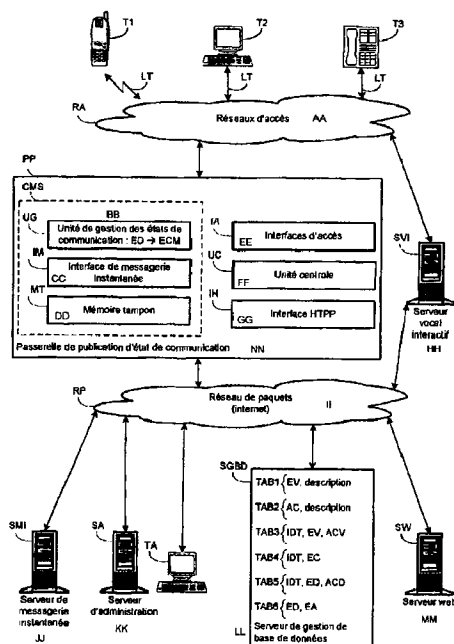 T1
T2
T3
LT
LT
LT
RA
Réseaux d'accès AA
PP
CMS
UG
BB
Unité de gestion des états de communication : ED → ECM
IM
Interface de messagerie instantanée
CC
MT
Mémoire tampon
DD
IA
Interfaces d'accès
EE
UC
Unité centrale
FF
IH
Interface HTPP
GG
Passerelle de publication d'état de communication NN
SVI
Serveur vocal interactif
HH
RP
Réseau de paquets (internet)
II
SGBD
TAB1 { EV, description
TAB2 { AC, description
TAB3 { IDT, EV, ACV
TAB4 { IDT, EC
TAB5 { IDT, ED, ACD
TAB6 { ED, EA
Serveur de gestion de base de données
LL
SMI
Serveur de messagerie instantanée
JJ
SA
Serveur d'administration
KK
TA
SW
Serveur web
MM